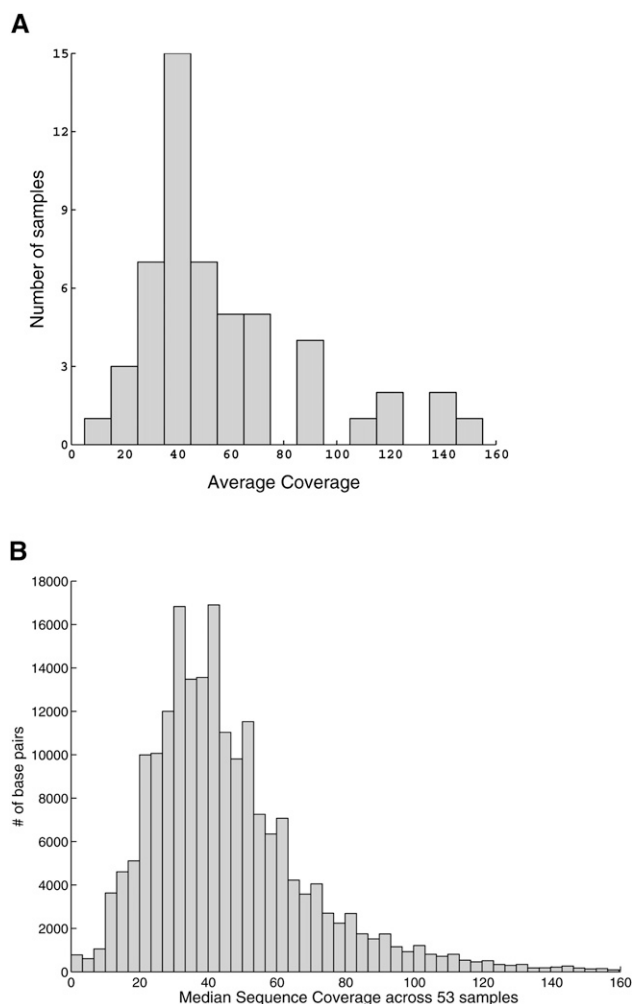 A
15
12
9
6
3
0
Number of samples
0 20 40 60 80 100 120 140 160
Average Coverage
B
18000
16000
14000
12000
10000
8000
6000
4000
2000
0
# of base pairs
0 20 40 60 80 100 120 140 160
Median Sequence Coverage across 53 samples